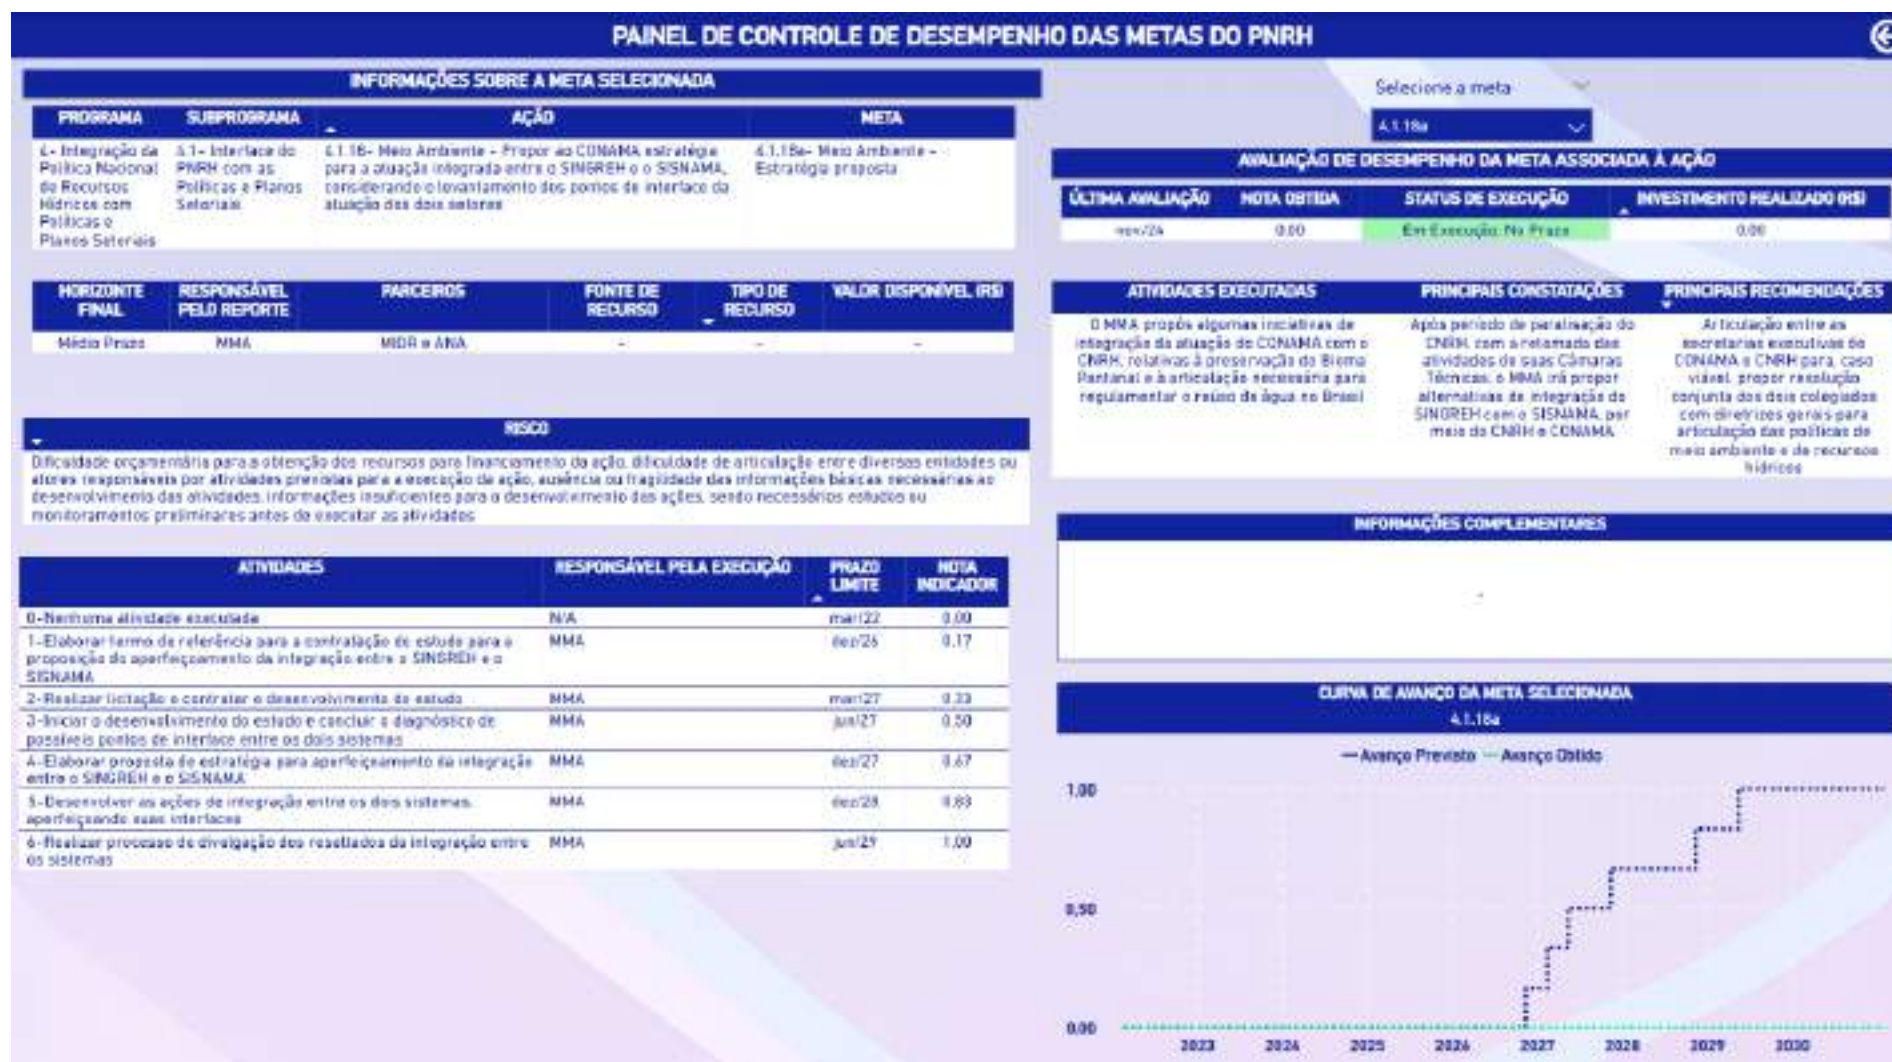 PAINEL DE CONTROLE DE DESEMPENHO DAS METAS DO PNRH
INFORMAÇÕES SOBRE A META SELECIONADA
PROGRAMA SUBPROGRAMA AÇÃO META
4- Integração da Política Nacional de Recursos Hídricos com Políticas e Planos Setoriais
4.1- Interface do PNRH com as Políticas e Planos Setoriais
4.1.18- Meio Ambiente - Propor ao CONAMA estratégia
para a atuação integrada entre o SINGREH e o SISNAMA,
considerando o levantamento dos pontos de interface da
atuação dos dois setores
4.1.18a- Meio Ambiente -
Estratégia proposta
HORIZONTE FINAL RESPONSÁVEL PELO REPORTE PARCEIROS FONTE DE RECURSO TIPO DE RECURSO VALOR DISPONÍVEL (R$)
Médio Prazo MMA MIDR e ANA - - -
RISCO
Dificuldade orçamentária para a obtenção dos recursos para financiamento da ação, dificuldade de articulação entre diversas entidades ou
atores responsáveis por atividades previstas para a execução da ação, ausência ou fragilidade das informações básicas necessárias ao
desenvolvimento das atividades, informações insuficientes para o desenvolvimento das ações, sendo necessários estudos ou
monitoramentos preliminares antes de executar as atividades
ATIVIDADES RESPONSÁVEL PELA EXECUÇÃO PRAZO LIMITE NOTA INDICADOR
0-Nenhuma atividade executada N/A mar/22 0.00
1-Elaborar termo de referência para a contratação de estudo para a
proposição do aperfeiçoamento da integração entre o SINGREH e o
SISNAMA MMA dez/26 0.17
2-Realizar licitação e contratar o desenvolvimento do estudo MMA mar/27 0.33
3-Iniciar o desenvolvimento do estudo e concluir o diagnóstico de
possíveis pontos de interface entre os dois sistemas MMA jun/27 0.50
4-Elaborar proposta de estratégia para aperfeiçoamento da integração
entre o SINGREH e o SISNAMA MMA dez/27 0.67
5-Desenvolver as ações de integração entre os dois sistemas,
aperfeiçoando suas interfaces MMA dez/28 0.83
6-Realizar processo de divulgação dos resultados da integração entre
os sistemas MMA jun/29 1.00
Selecione a meta
4.1.18a
AVALIAÇÃO DE DESEMPENHO DA META ASSOCIADA À AÇÃO
ÚLTIMA AVALIAÇÃO NOTA OBTIDA STATUS DE EXECUÇÃO INVESTIMENTO REALIZADO (R$)
nov/24 0.00 Em Execução: No Prazo 0.00
ATIVIDADES EXECUTADAS PRINCIPAIS CONSTATAÇÕES PRINCIPAIS RECOMENDAÇÕES
O MMA propôs algumas iniciativas de
integração da atuação do CONAMA com o
CNRH, relativas à preservação do Bioma
Pantanal e à articulação necessária para
regulamentar o reúso de água no Brasil
Após período de paralisação do
CNRH, com a retomada das
atividades de suas Câmaras
Técnicas, o MMA irá propor
alternativas de integração do
SINGREH com o SISNAMA, por
meio do CNRH e CONAMA
Articulação entre as
secretarias executivas do
CONAMA e CNRH para, caso
viável, propor resolução
conjunta dos dois colegiados
com diretrizes gerais para
articulação das políticas de
meio ambiente e de recursos
hídricos
INFORMAÇÕES COMPLEMENTARES
-
CURVA DE AVANÇO DA META SELECIONADA
4.1.18a
Avanço Previsto Avanço Obtido
1,00
0,50
0,00
2023 2024 2025 2026 2027 2028 2029 2030